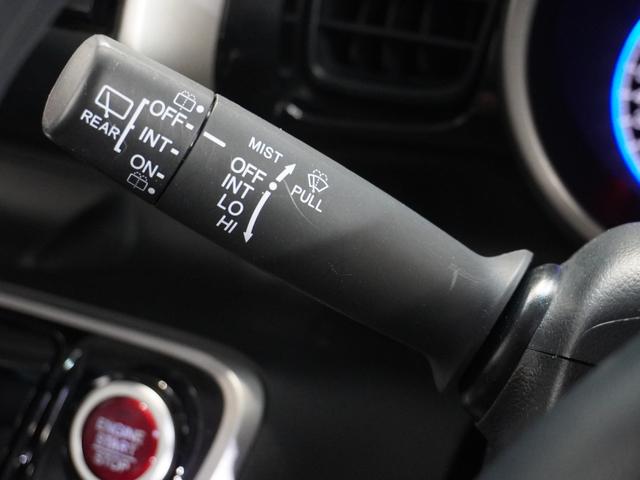 REAR
OFF
INT
ON
MIST
OFF
INT
LO
HI
PULL
ENGINE
START
STOP